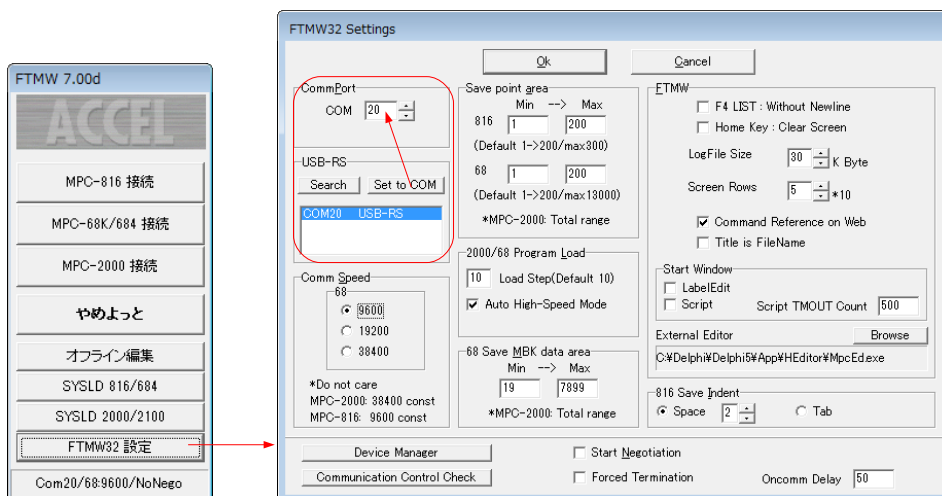 FTMW 7.00d
ACCEL
MPC-816 接続
MPC-68K/684 接続
MPC-2000 接続
やめよっと
オフライン編集
SYSLD 816/684
SYSLD 2000/2100
FTMW32 設定
Com20/68:9600/NoNego
FTMW32 Settings
Ok
Cancel
CommPort
COM 20
USB-RS
Search Set to COM
COM20 USB-RS
Comm Speed
68
9600
19200
38400
*Do not care
MPC-2000: 38400 const
MPC-816: 9600 const
Save point area
Min --> Max
816 1 200
(Default 1->200/max300)
68 1 200
(Default 1->200/max13000)
*MPC-2000: Total range
2000/68 Program Load
10 Load Step(Default 10)
Auto High-Speed Mode
68 Save MBK data area
Min --> Max
19 7899
*MPC-2000: Total range
FTMW
F4 LIST : Without Newline
Home Key : Clear Screen
LogFile Size 30 K Byte
Screen Rows 5 *10
Command Reference on Web
Title is FileName
Start Window
LabelEdit
Script Script TMOUT Count 500
External Editor Browse
C:¥Delphi¥Delphi5¥App¥HEditor¥MpcEd.exe
816 Save Indent
Space 2 Tab
Device Manager
Start Negotiation
Communication Control Check
Forced Termination
Oncomm Delay 50